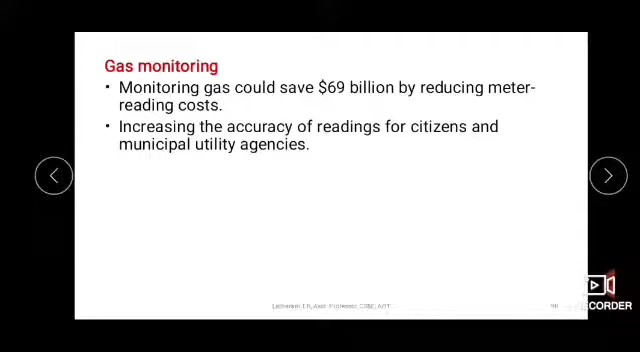 Gas monitoring
• Monitoring gas could save $69 billion by reducing meter-
reading costs.
• Increasing the accuracy of readings for citizens and
municipal utility agencies.